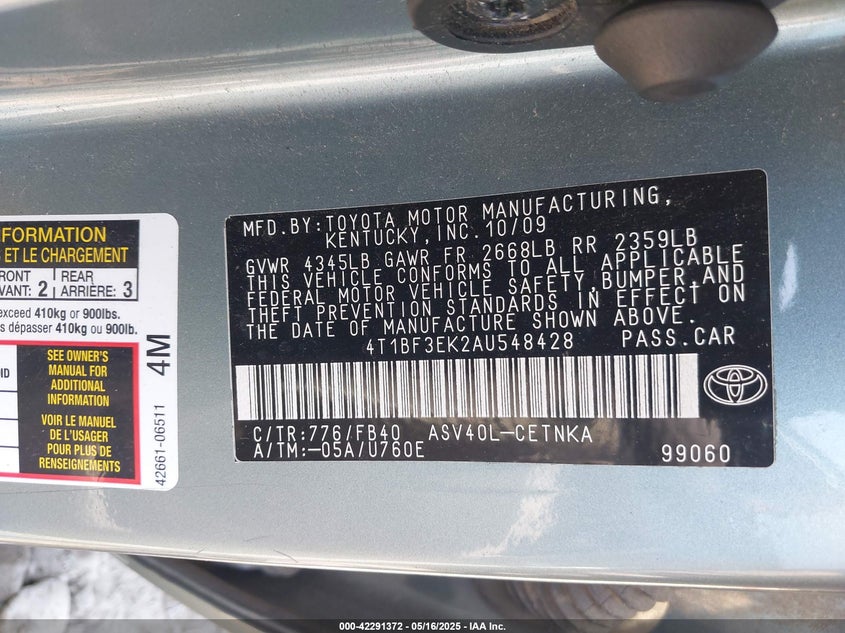 MFD.BY:TOYOTA MOTOR MANUFACTURING,
KENTUCKY,INC.10/09
GVWR 4345LB GAWR FR 2668LB RR 2359LB
THIS VEHICLE CONFORMS TO ALL APPLICABLE
FEDERAL MOTOR VEHICLE SAFETY,BUMPER,AND
THEFT PREVENTION STANDARDS IN EFFECT ON
THE DATE OF MANUFACTURE SHOWN ABOVE.
4T1BF3EK2AU548428 PASS.CAR
C/TR:776/FB40 ASV40L-CETNKA
A/TM:-05A/U760E 99060
FORMATION
ET LE CHARGEMENT
FRONT
VANT: 2
REAR
ARRIÈRE: 3
exceed 410kg or 900lbs.
s dépasser 410kg ou 900lb.
SEE OWNER'S
MANUAL FOR
ADDITIONAL
INFORMATION
VOIR LE MANUEL
DE L'USAGER
POUR PLUS DE
RENSEIGNEMENTS
42661-06511 4M
000-42291372 - 05/16/2025 - IAA Inc.